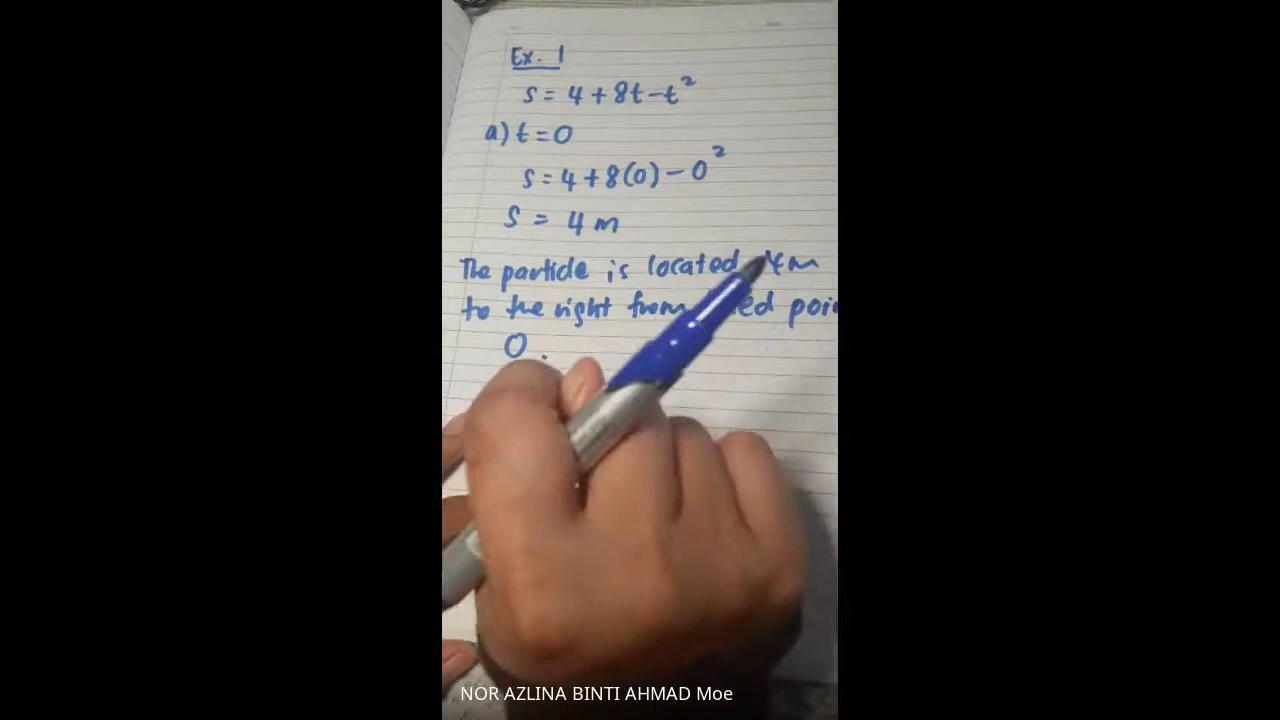 Ex. 1
s = 4 + 8t - t²
a) t = 0
s = 4 + 8(0) - 0²
s = 4 m
The particle is located 4m
to the right from
O.
NOR AZLINA BINTI AHMAD Moe